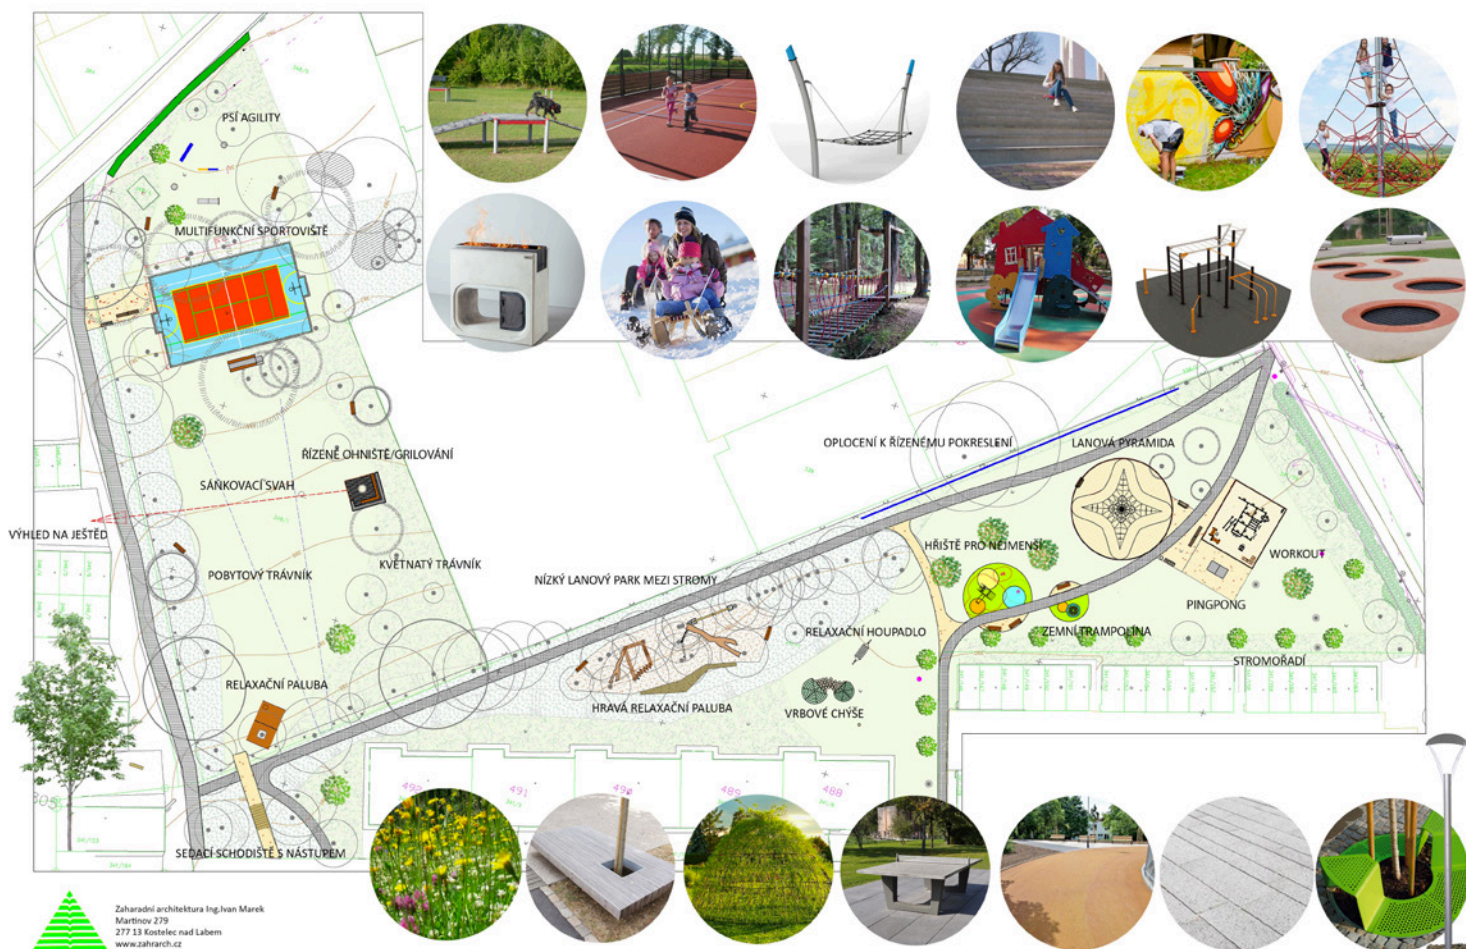 PSÍ AGILITY
MULTIFUNKČNÍ SPORTOVIŠTĚ
ŘÍZENĚ OHNIŠTĚ/GRILOVÁNÍ
SÁŇKOVACÍ SVAH
VÝHLED NA JEŠTĚD
POBYTOVÝ TRÁVNÍK
KVĚTNATÝ TRÁVNÍK
RELAXAČNÍ PALUBA
SEDACÍ SCHODIŠTĚ S NÁSTUPEM
OPLOCENÍ K ŘÍZENÉMU POKRESLENÍ
LANOVÁ PYRAMIDA
HŘIŠTĚ PRO NEJMENŠÍ
WORKOUT
NÍZKÝ LANOVÝ PARK MEZI STROMY
PINGPONG
RELAXAČNÍ HOUPADLO
ZEMNÍ TRAMPOLÍNA
STROMOŘADÍ
HRAVÁ RELAXAČNÍ PALUBA
VRBOVÉ CHÝŠE
492
491
490
489
488
Zaharadní architektura Ing.Ivan Marek
Martinov 279
277 13 Kostelec nad Labem
www.zahrarch.cz